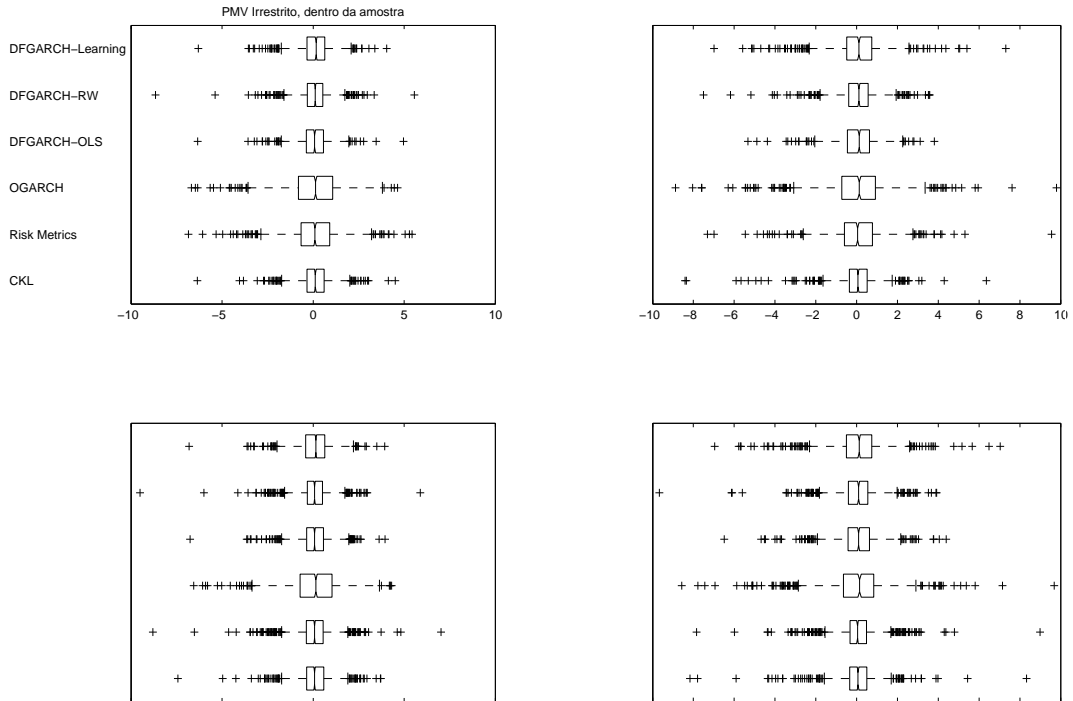 PMV Irrestrito, dentro da amostra
DFGARCH−Learning
DFGARCH−RW
DFGARCH−OLS
OGARCH
Risk Metrics
CKL
−10 −5 0 5 10
−10 −8 −6 −4 −2 0 2 4 6 8 10